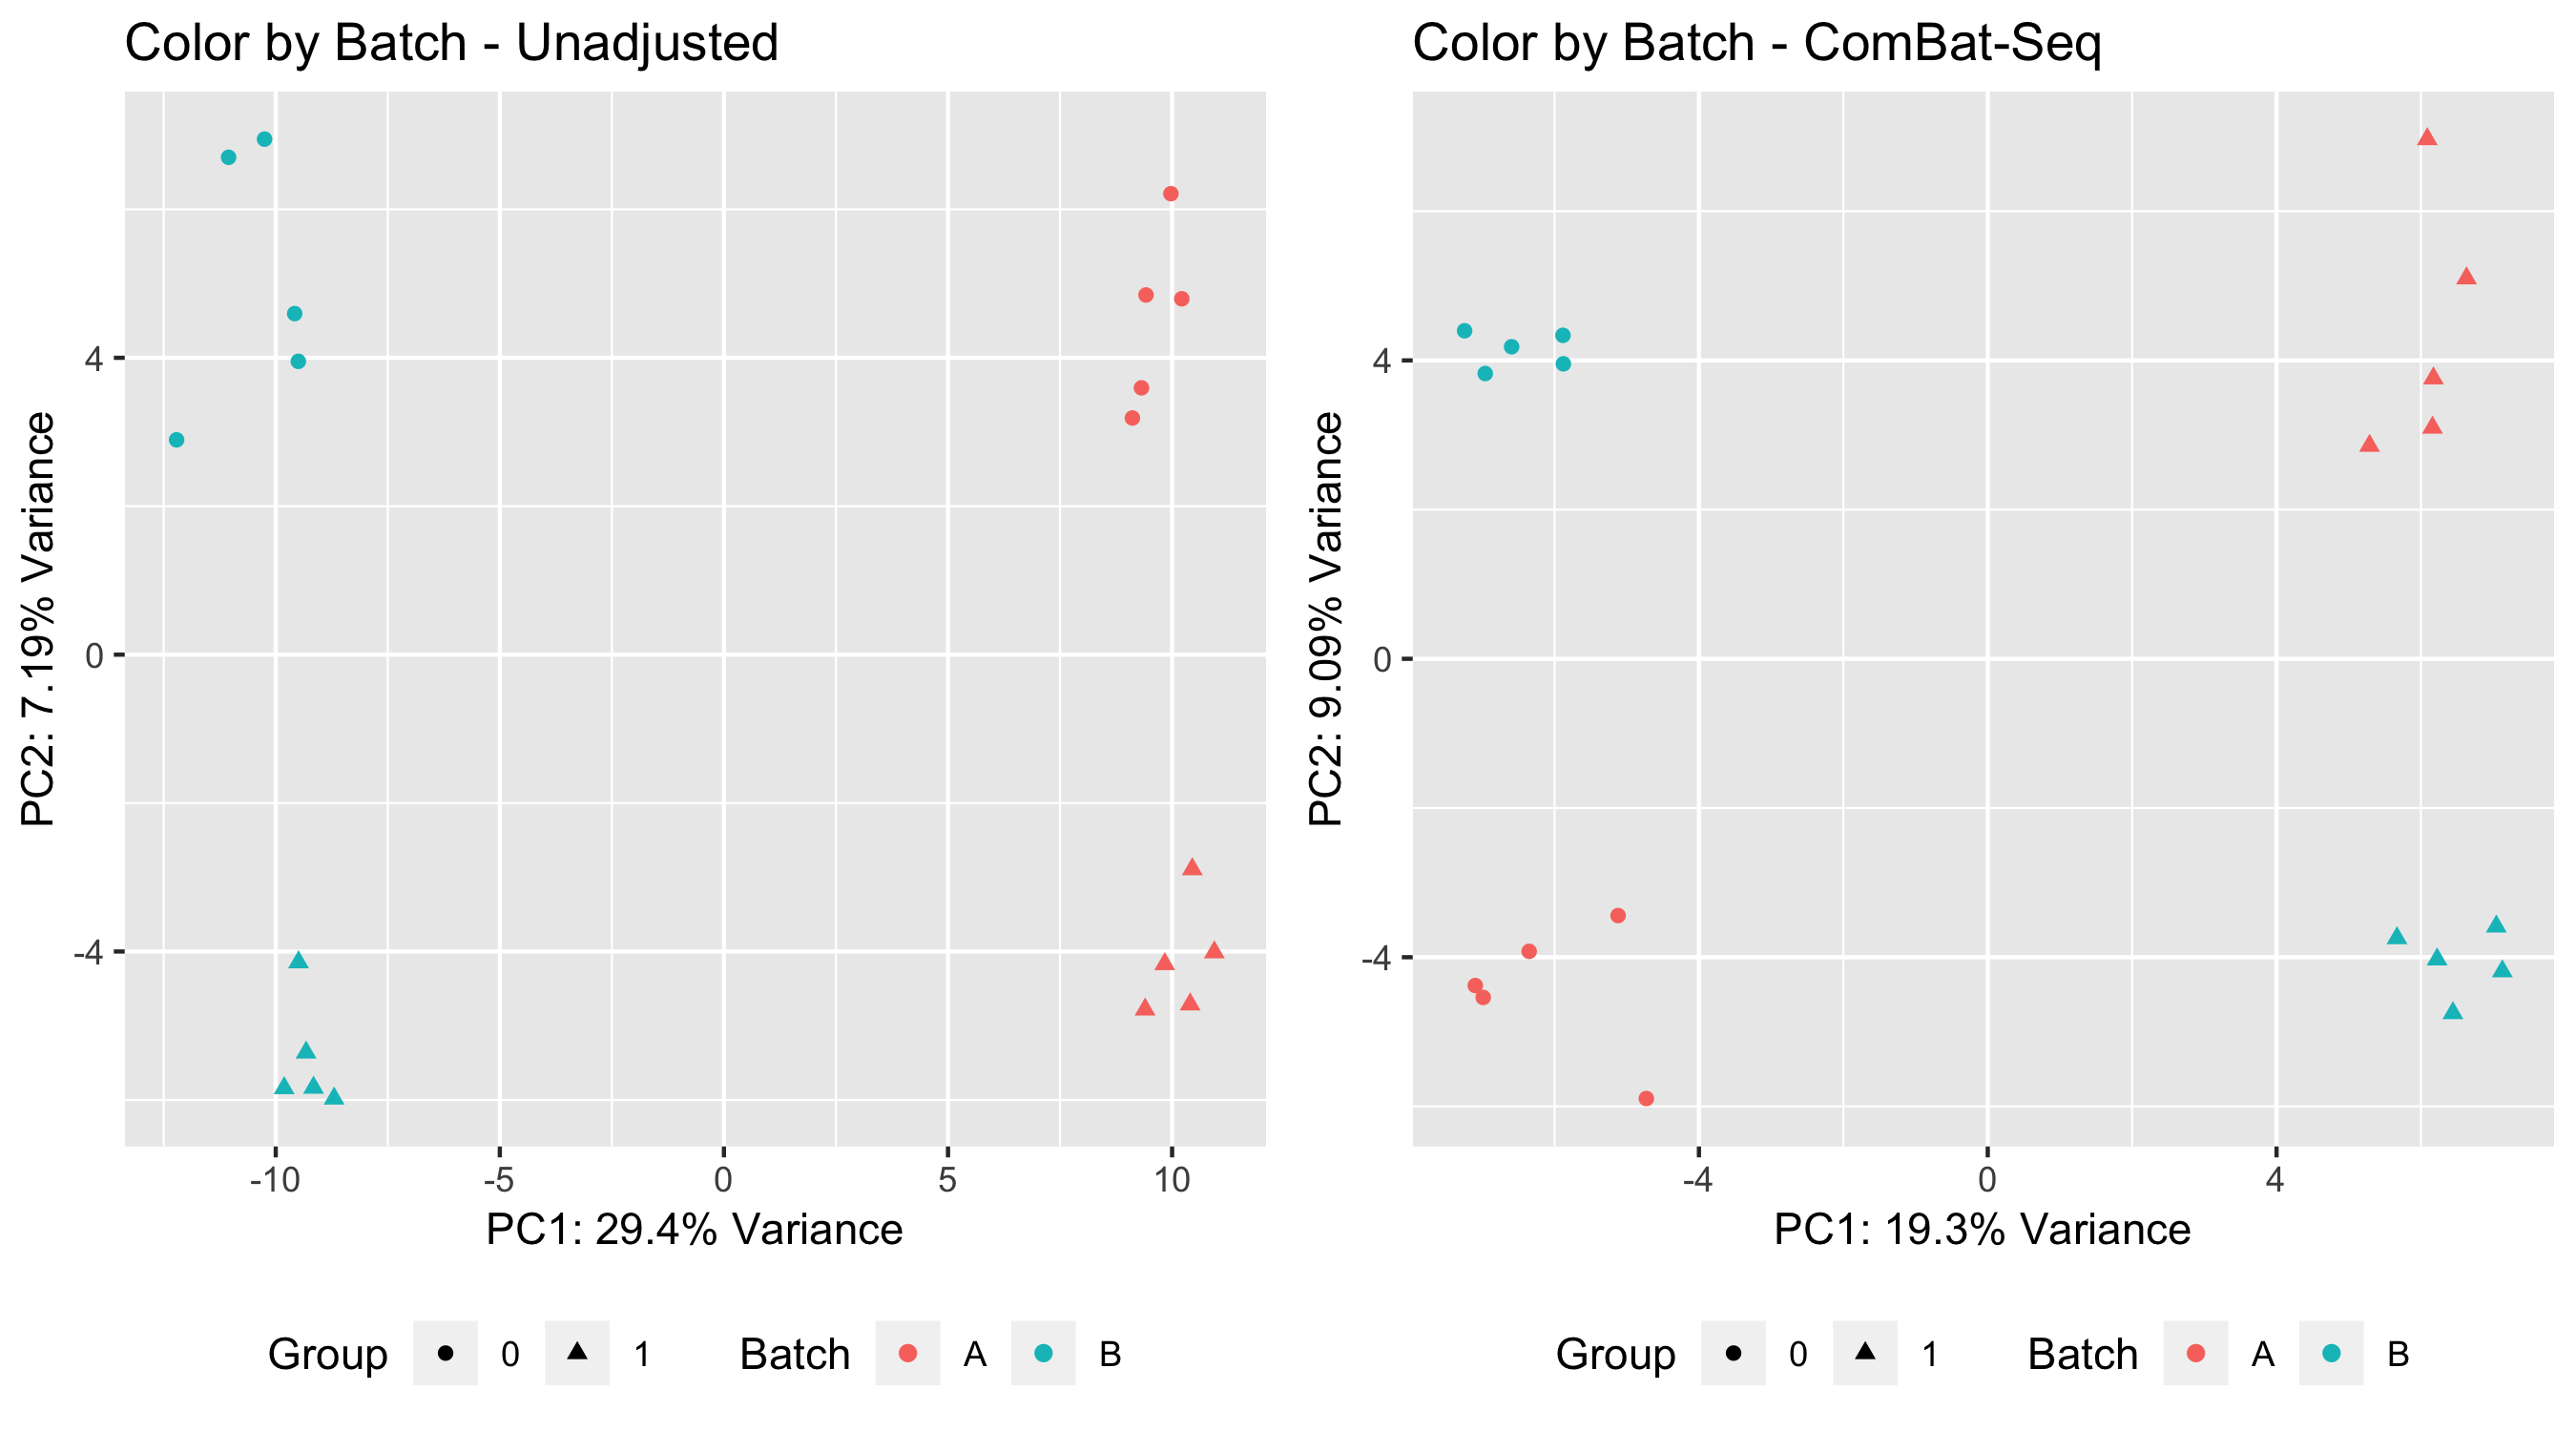 Color by Batch - Unadjusted
PC2: 7.19% Variance
4
0
-4
-10 -5 0 5 10
PC1: 29.4% Variance
Group 0 1 Batch A B
Color by Batch - ComBat-Seq
PC2: 9.09% Variance
4
0
-4
-4 0 4
PC1: 19.3% Variance
Group 0 1 Batch A B